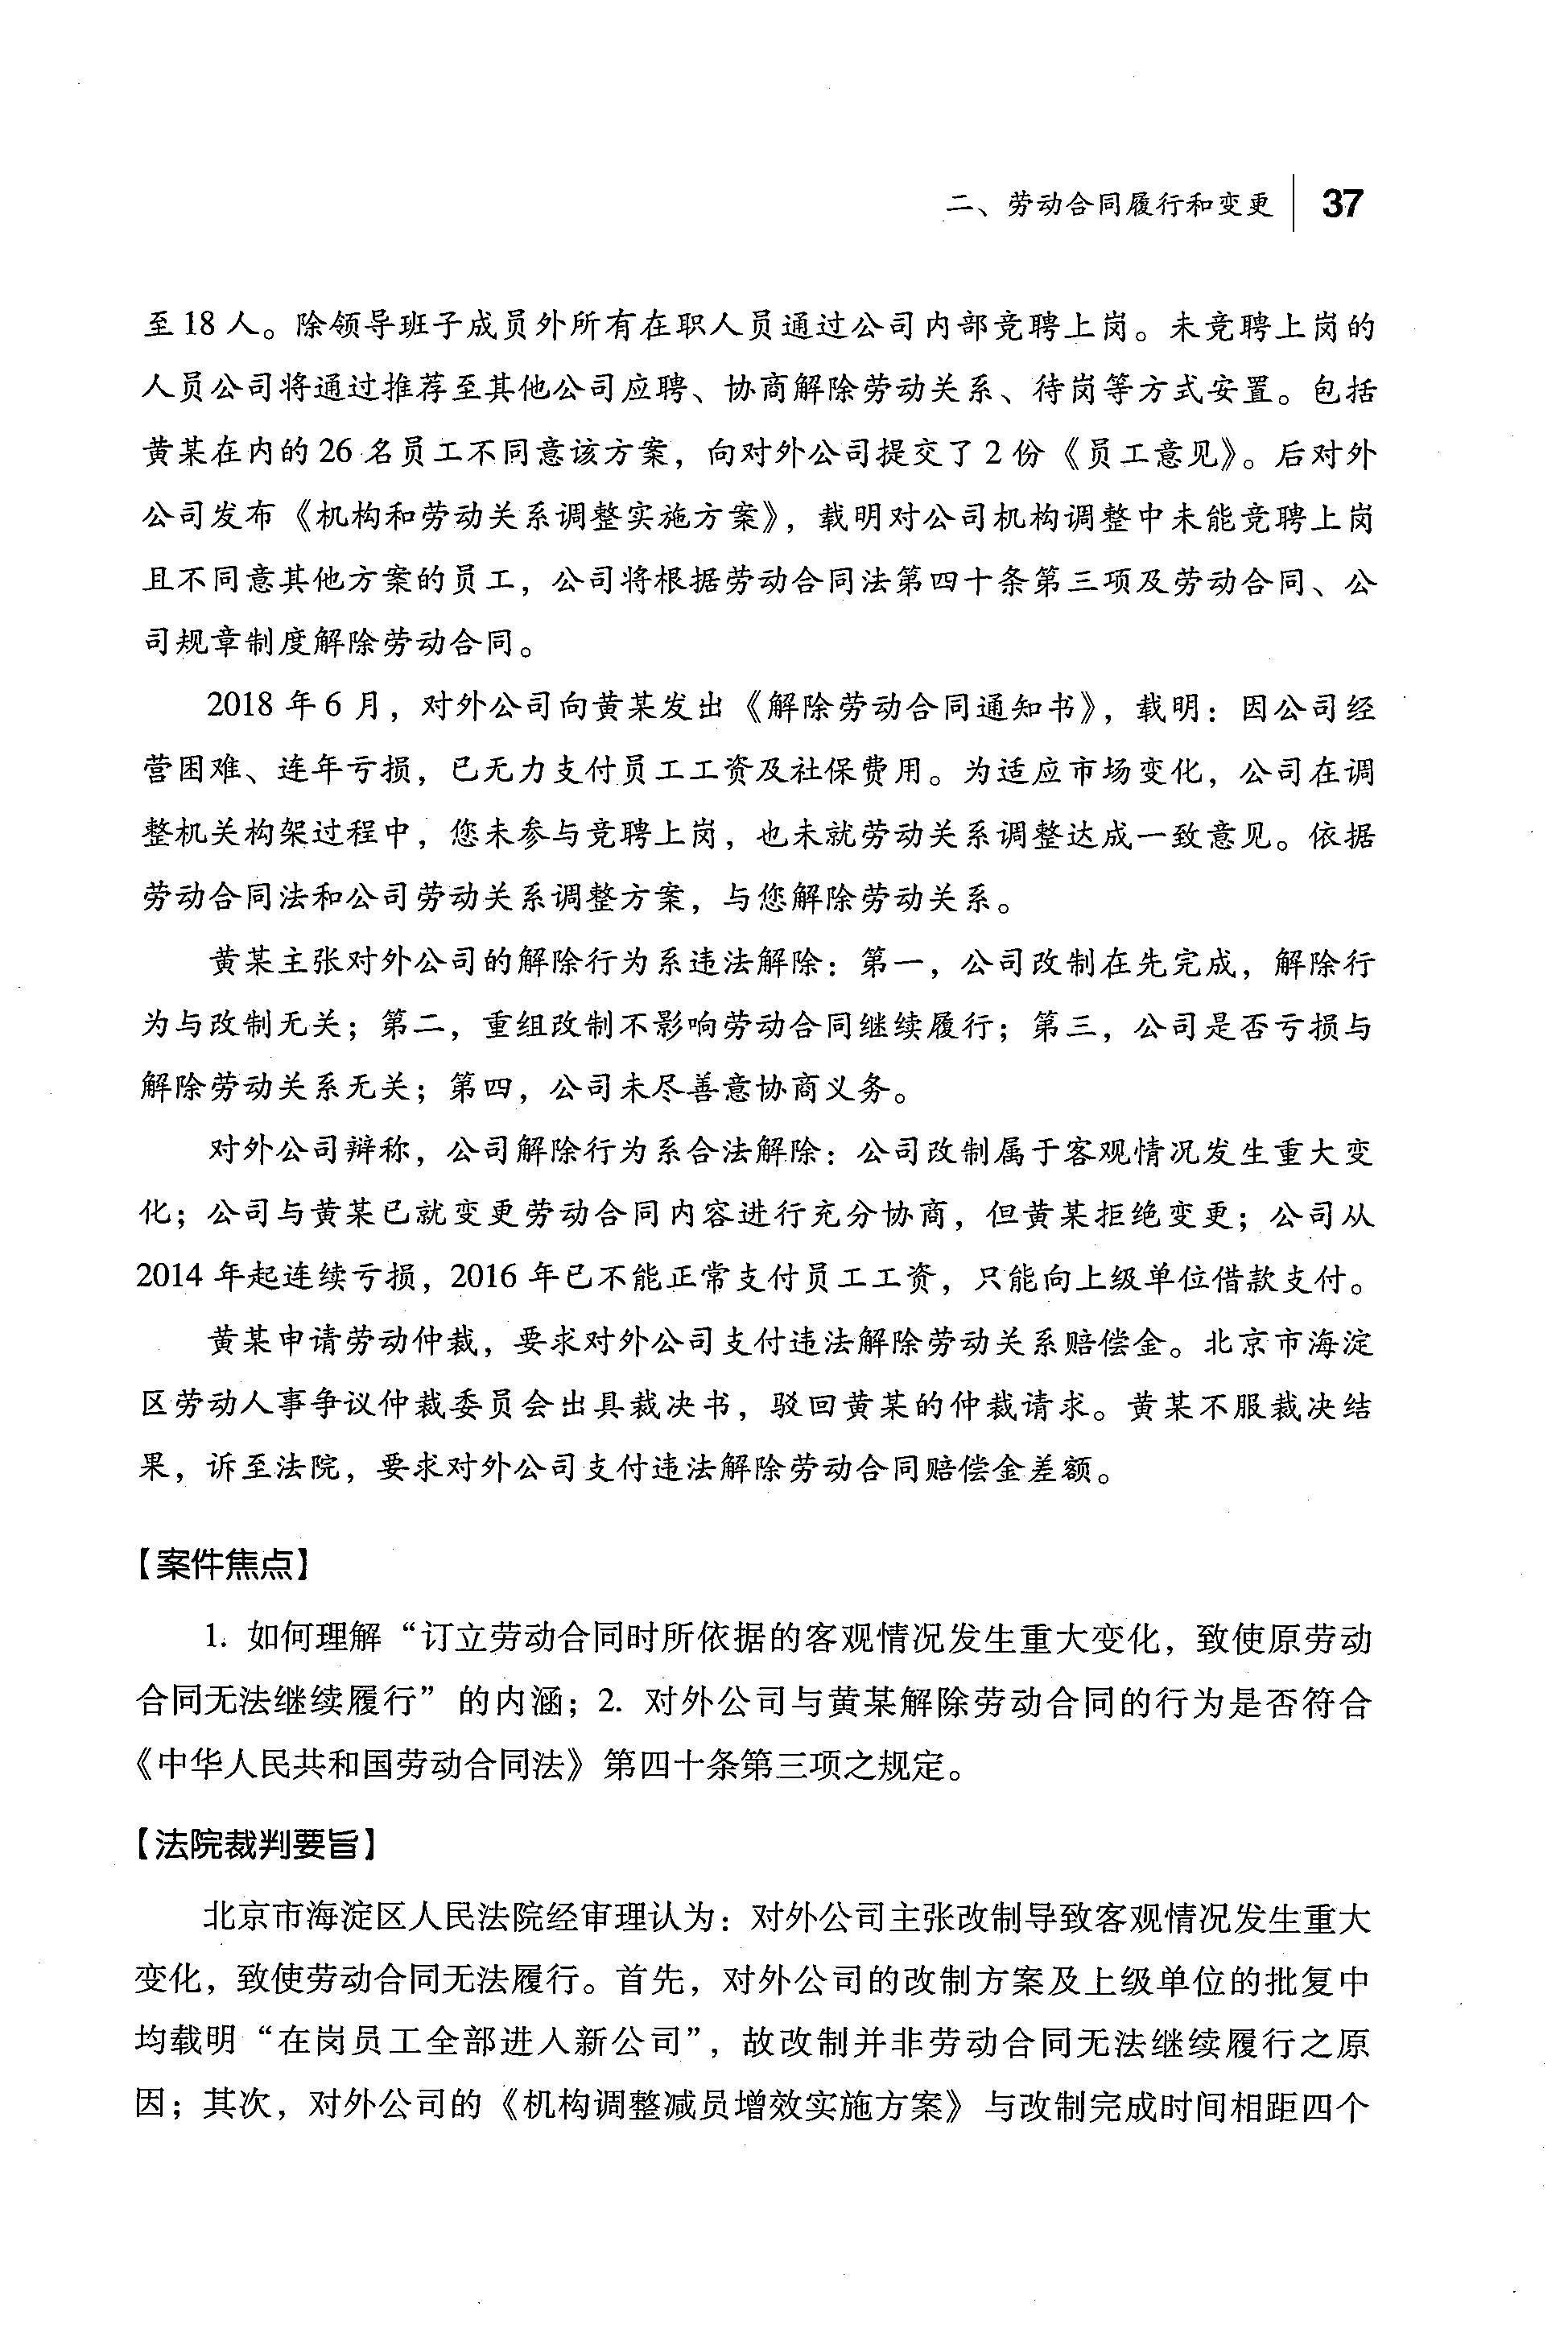 二、劳动合同履行和变更 37
至18人。除领导班子成员外所有在职人员通过公司内部竞聘上岗。未竞聘上岗的
人员公司将通过推荐至其他公司应聘、协商解除劳动关系、待岗等方式安置。包括
黄某在内的26名员工不同意该方案，向对外公司提交了2份《员工意见》。后对外
公司发布《机构和劳动关系调整实施方案》，载明对公司机构调整中未能竞聘上岗
且不同意其他方案的员工，公司将根据劳动合同法第四十条第三项及劳动合同、公
司规章制度解除劳动合同。
2018年6月，对外公司向黄某发出《解除劳动合同通知书》，载明：因公司经
营困难、连年亏损，已无力支付员工工资及社保费用。为适应市场变化，公司在调
整机关构架过程中，您未参与竞聘上岗，也未就劳动关系调整达成一致意见。依据
劳动合同法和公司劳动关系调整方案，与您解除劳动关系。
黄某主张对外公司的解除行为系违法解除：第一，公司改制在先完成，解除行
为与改制无关；第二，重组改制不影响劳动合同继续履行；第三，公司是否亏损与
解除劳动关系无关；第四，公司未尽善意协商义务。
对外公司辩称，公司解除行为系合法解除：公司改制属于客观情况发生重大变
化；公司与黄某已就变更劳动合同内容进行充分协商，但黄某拒绝变更；公司从
2014年起连续亏损，2016年已不能正常支付员工工资，只能向上级单位借款支付。
黄某申请劳动仲裁，要求对外公司支付违法解除劳动关系赔偿金。北京市海淀
区劳动人事争议仲裁委员会出具裁决书，驳回黄某的仲裁请求。黄某不服裁决结
果，诉至法院，要求对外公司支付违法解除劳动合同赔偿金差额。
【案件焦点】
1. 如何理解“订立劳动合同时所依据的客观情况发生重大变化，致使原劳动
合同无法继续履行”的内涵；2. 对外公司与黄某解除劳动合同的行为是否符合
《中华人民共和国劳动合同法》第四十条第三项之规定。
【法院裁判要旨】
北京市海淀区人民法院经审理认为：对外公司主张改制导致客观情况发生重大
变化，致使劳动合同无法履行。首先，对外公司的改制方案及上级单位的批复中
均载明“在岗员工全部进入新公司”，故改制并非劳动合同无法继续履行之原
因；其次，对外公司的《机构调整减员增效实施方案》与改制完成时间相距四个